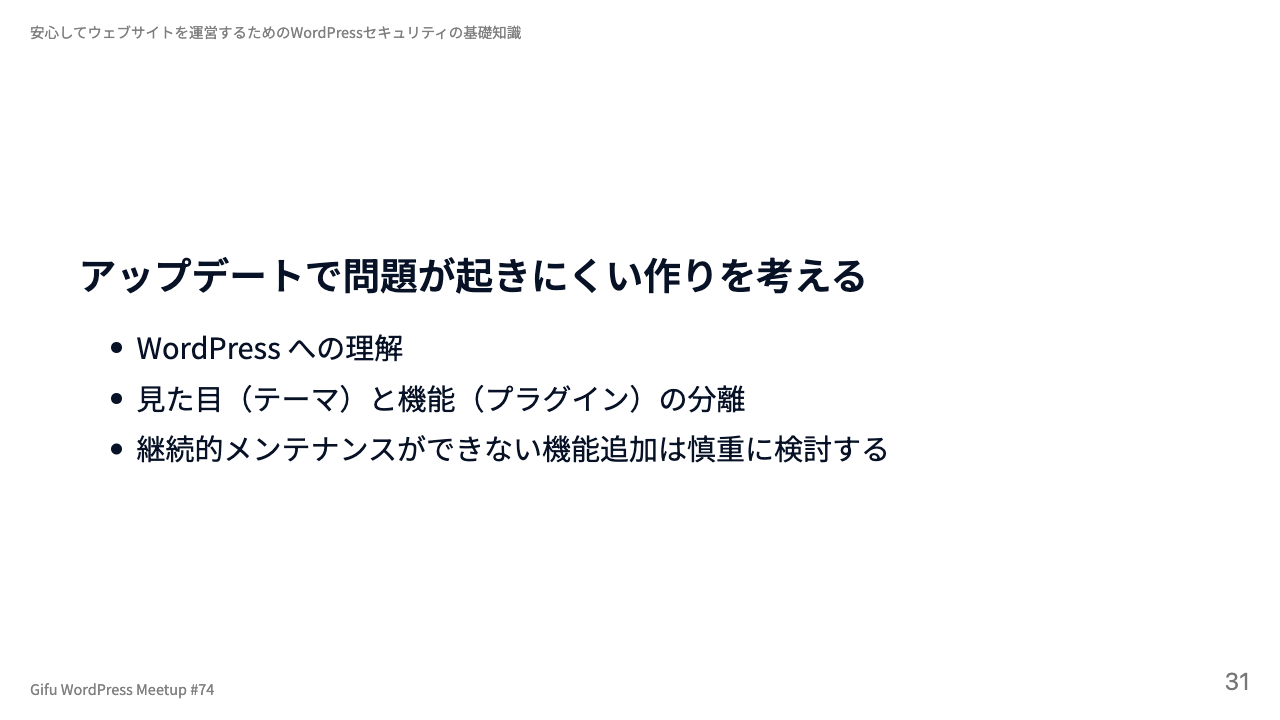 安心してウェブサイトを運営するためのWordPressセキュリティの基礎知識
アップデートで問題が起きにくい作りを考える
• WordPress への理解
• 見た目（テーマ）と機能（プラグイン）の分離
• 継続的メンテナンスができない機能追加は慎重に検討する
Gifu WordPress Meetup #74
31